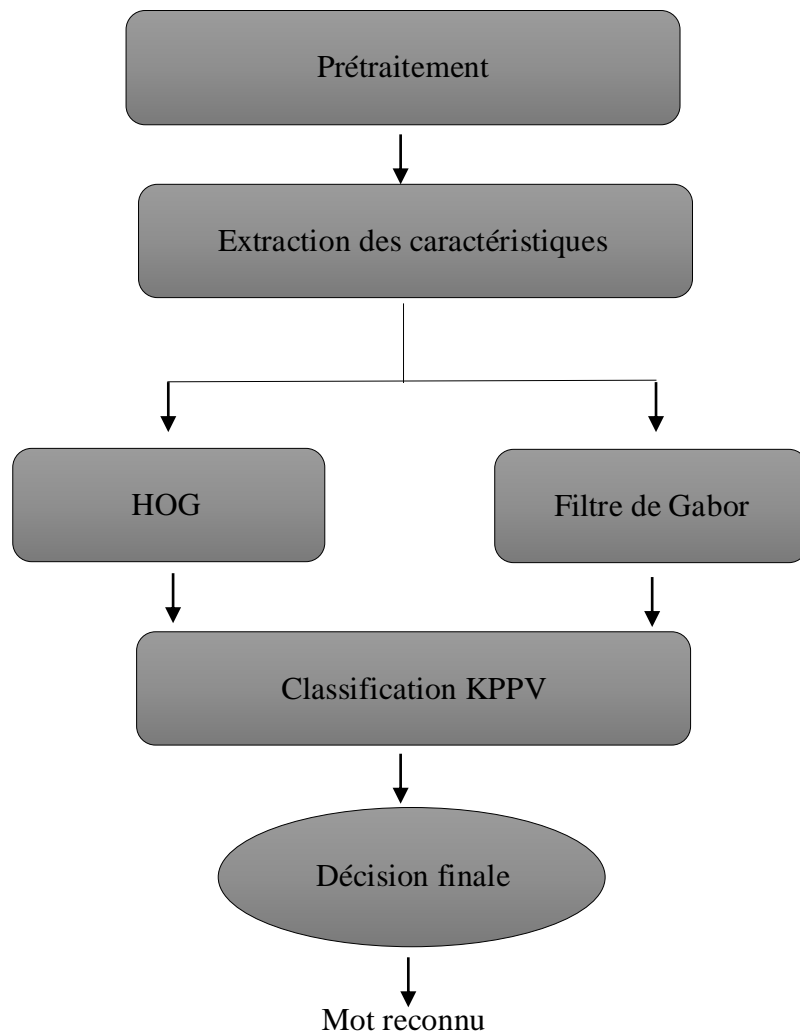 Prétraitement
Extraction des caractéristiques
HOG
Filtre de Gabor
Classification KPPV
Décision finale
Mot reconnu